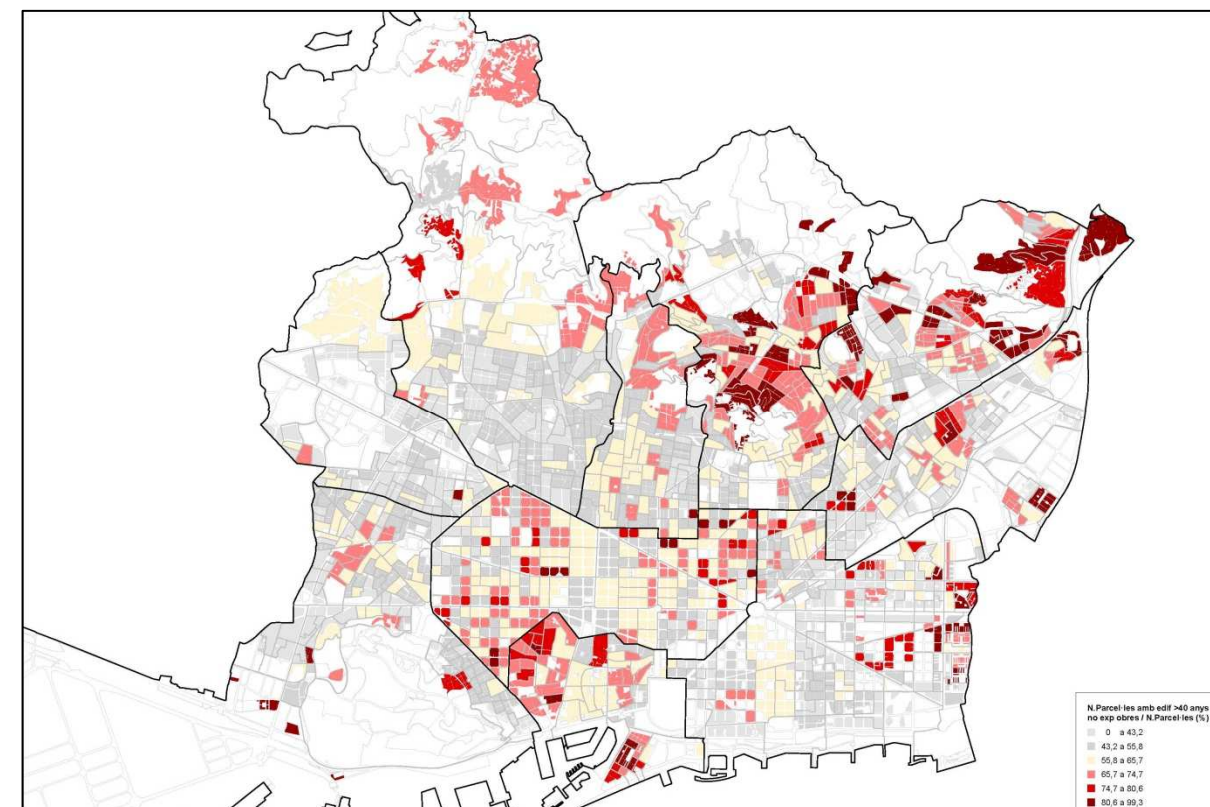 N.Parcel·les amb edif >40 anys
no exp obres / N.Parcel·les (%)
0 a 43,2
43,2 a 55,8
55,8 a 65,7
65,7 a 74,7
74,7 a 80,6
80,6 a 99,3